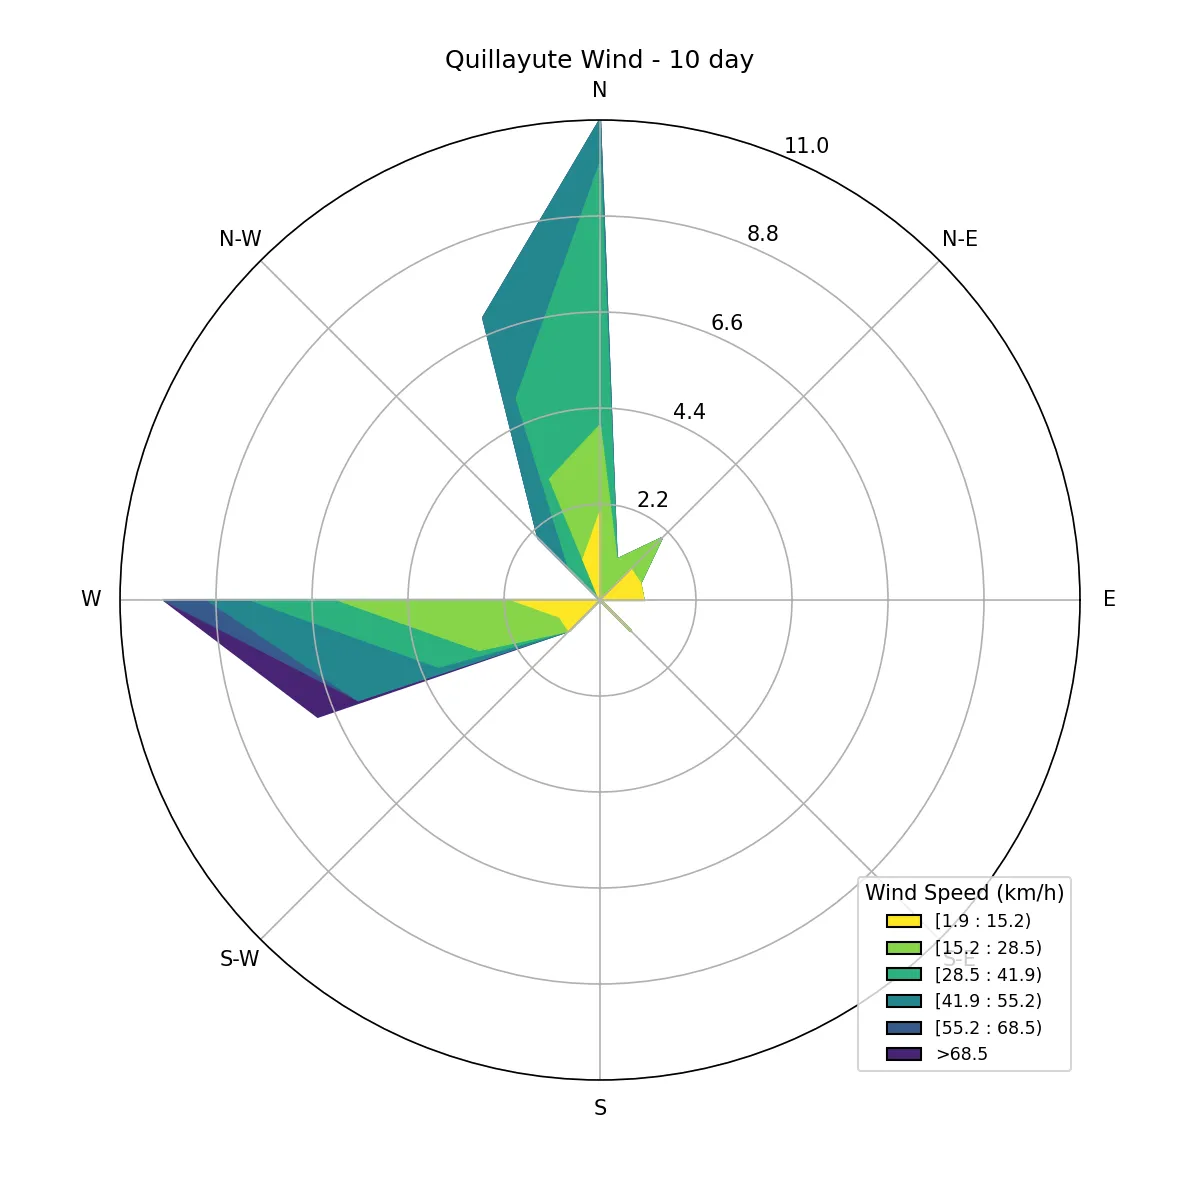 Quillayute Wind - 10 day
N
11.0
N-W
8.8
N-E
6.6
4.4
2.2
W
E
Wind Speed (km/h)
[1.9 : 15.2)
[15.2 : 28.5)
S-W
S-E
[28.5 : 41.9)
[41.9 : 55.2)
[55.2 : 68.5)
>68.5
S